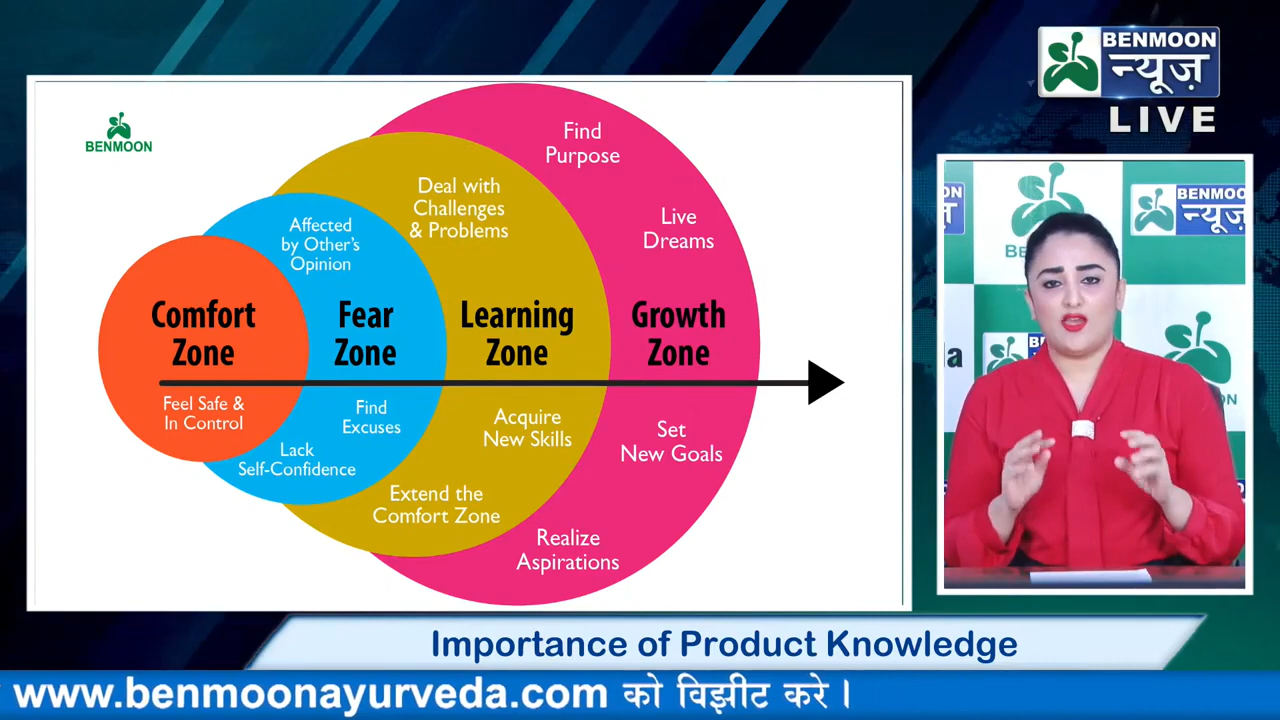 BENMOON
न्यूज़
LIVE
BENMOON
Find
Purpose
Deal with
Challenges
& Problems
Live
Dreams
Affected
by Other's
Opinion
Comfort
Zone
Fear
Zone
Learning
Zone
Growth
Zone
Feel Safe &
In Control
Find
Excuses
Lack
Self-Confidence
Acquire
New Skills
Extend the
Comfort Zone
Set
New Goals
Realize
Aspirations
BENMOO
न्यूज़
Importance of Product Knowledge
www.benmoonayurveda.com को विझीट करे।